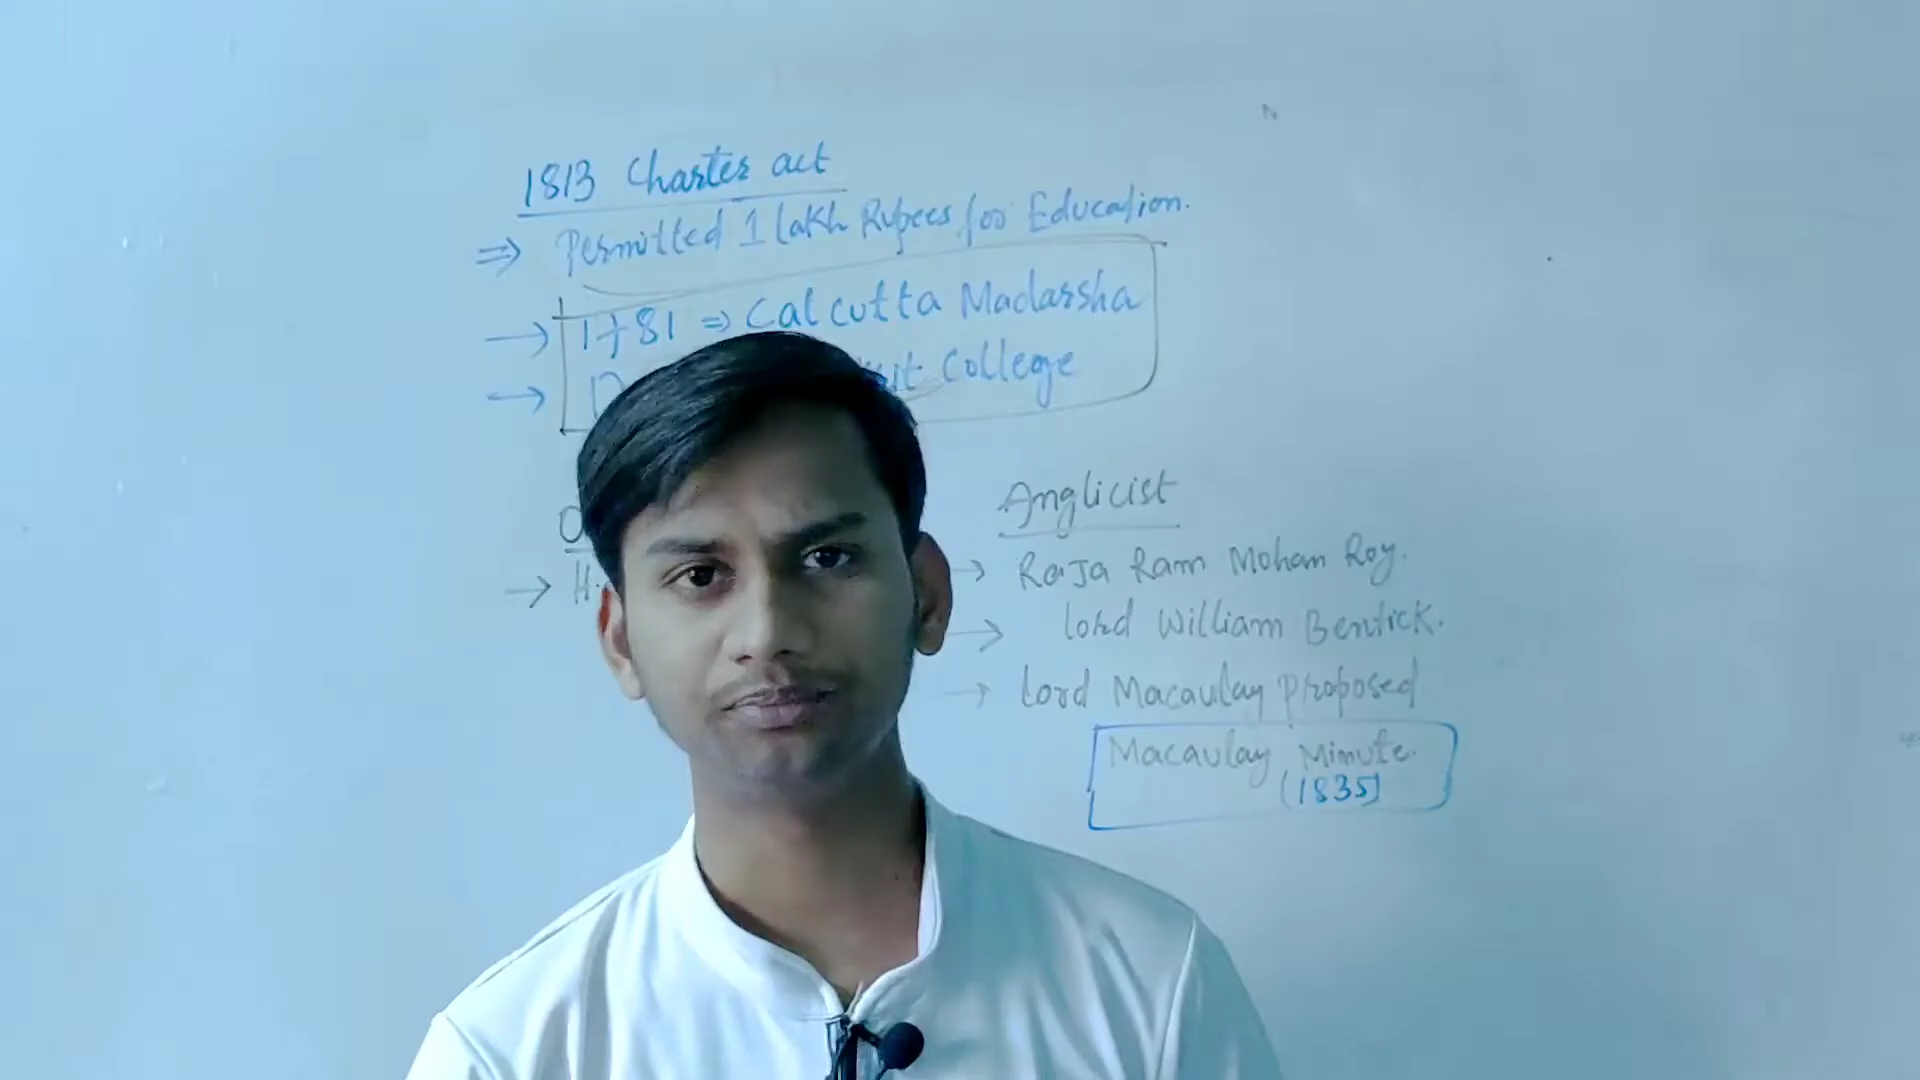 1813 Charter act
⇒ Permitted 1 lakh Rupees for Education.
→ 1781 ⇒ Calcutta Madarsha
→ College
Anglicist
→ Raja Ram Mohan Roy.
→ Lord William Bentick.
→ Lord Macaulay proposed
Macaulay Minute.
(1835)